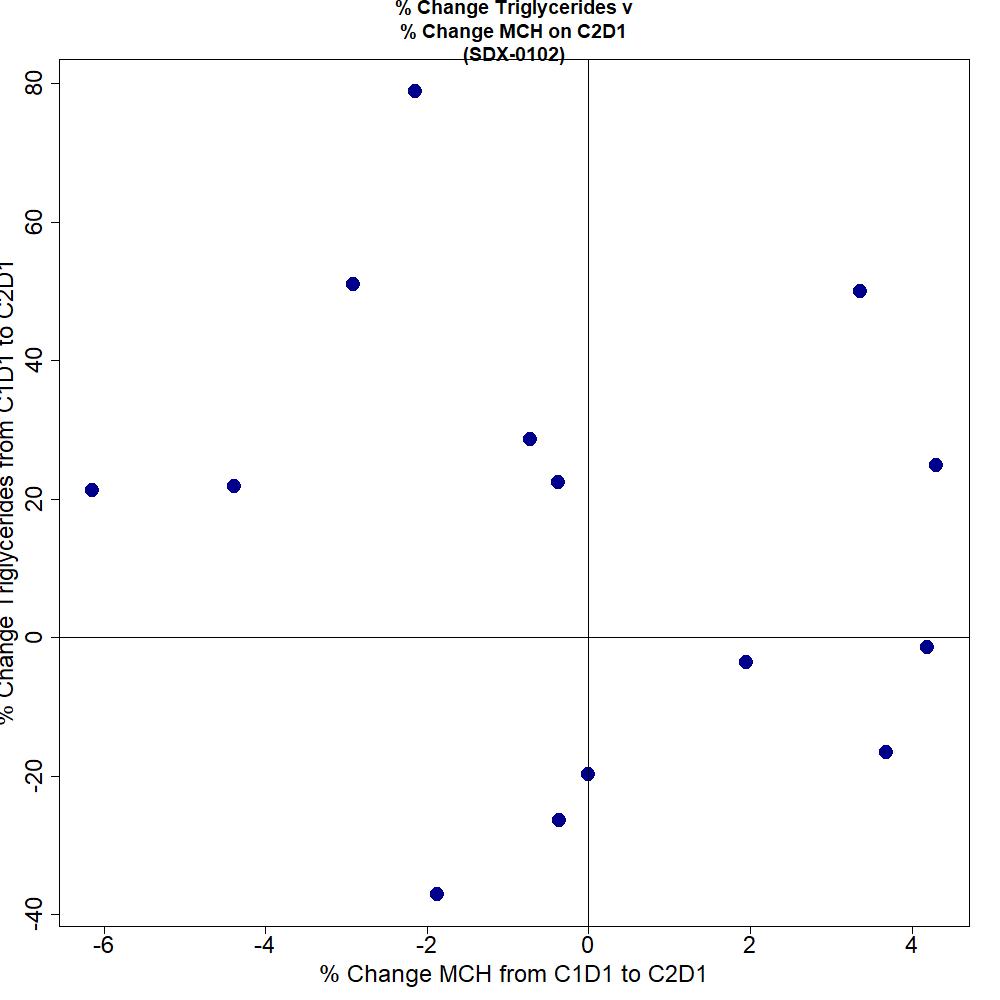 % Change Triglycerides v
% Change MCH on C2D1
(SDX-0102)
% Change Triglycerides from C1D1 to C2D1
80
60
40
20
0
-20
-40
-6
-4
-2
0
2
4
% Change MCH from C1D1 to C2D1